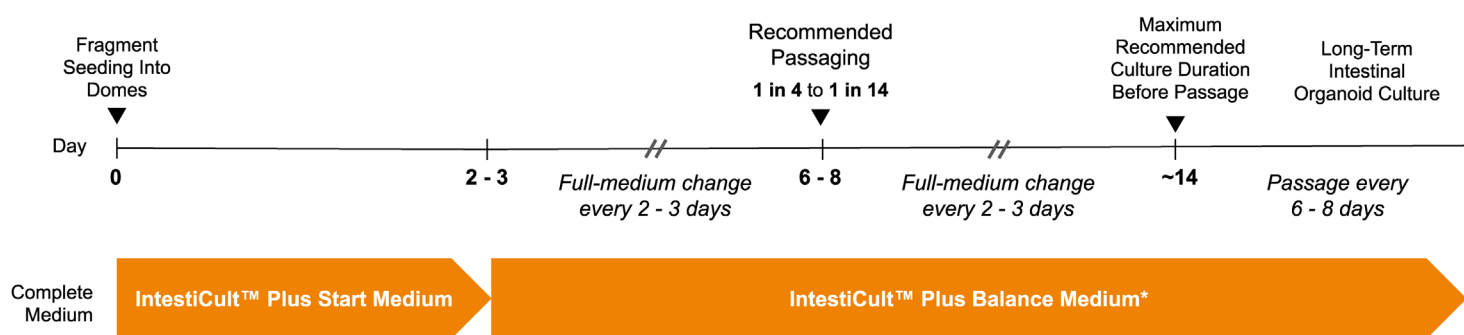 Fragment
Seeding Into
Domes
Recommended
Passaging
1 in 4 to 1 in 14
Maximum
Recommended
Culture Duration
Before Passage
Long-Term
Intestinal
Organoid Culture
Day
0
2 - 3
Full-medium change
every 2 - 3 days
6 - 8
Full-medium change
every 2 - 3 days
~14
Passage every
6 - 8 days
Complete
Medium
IntestiCult™ Plus Start Medium
IntestiCult™ Plus Balance Medium*